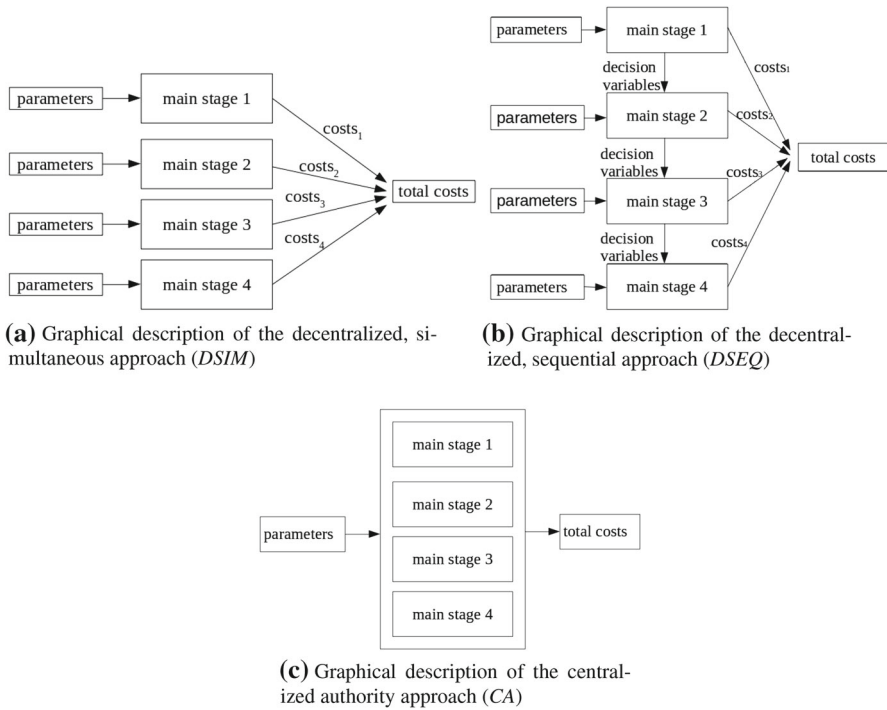 parameters
main stage 1
costs1
parameters
main stage 2
costs2
parameters
main stage 3
costs3
parameters
main stage 4
costs4
total costs
(a) Graphical description of the decentralized, si-
multaneous approach (DSIM)
parameters
main stage 1
costs1
decision
variables
parameters
main stage 2
costs2
decision
variables
parameters
main stage 3
costs3
decision
variables
parameters
main stage 4
costs4
total costs
(b) Graphical description of the decentral-
ized, sequential approach (DSEQ)
parameters
main stage 1
main stage 2
main stage 3
main stage 4
total costs
(c) Graphical description of the central-
ized authority approach (CA)